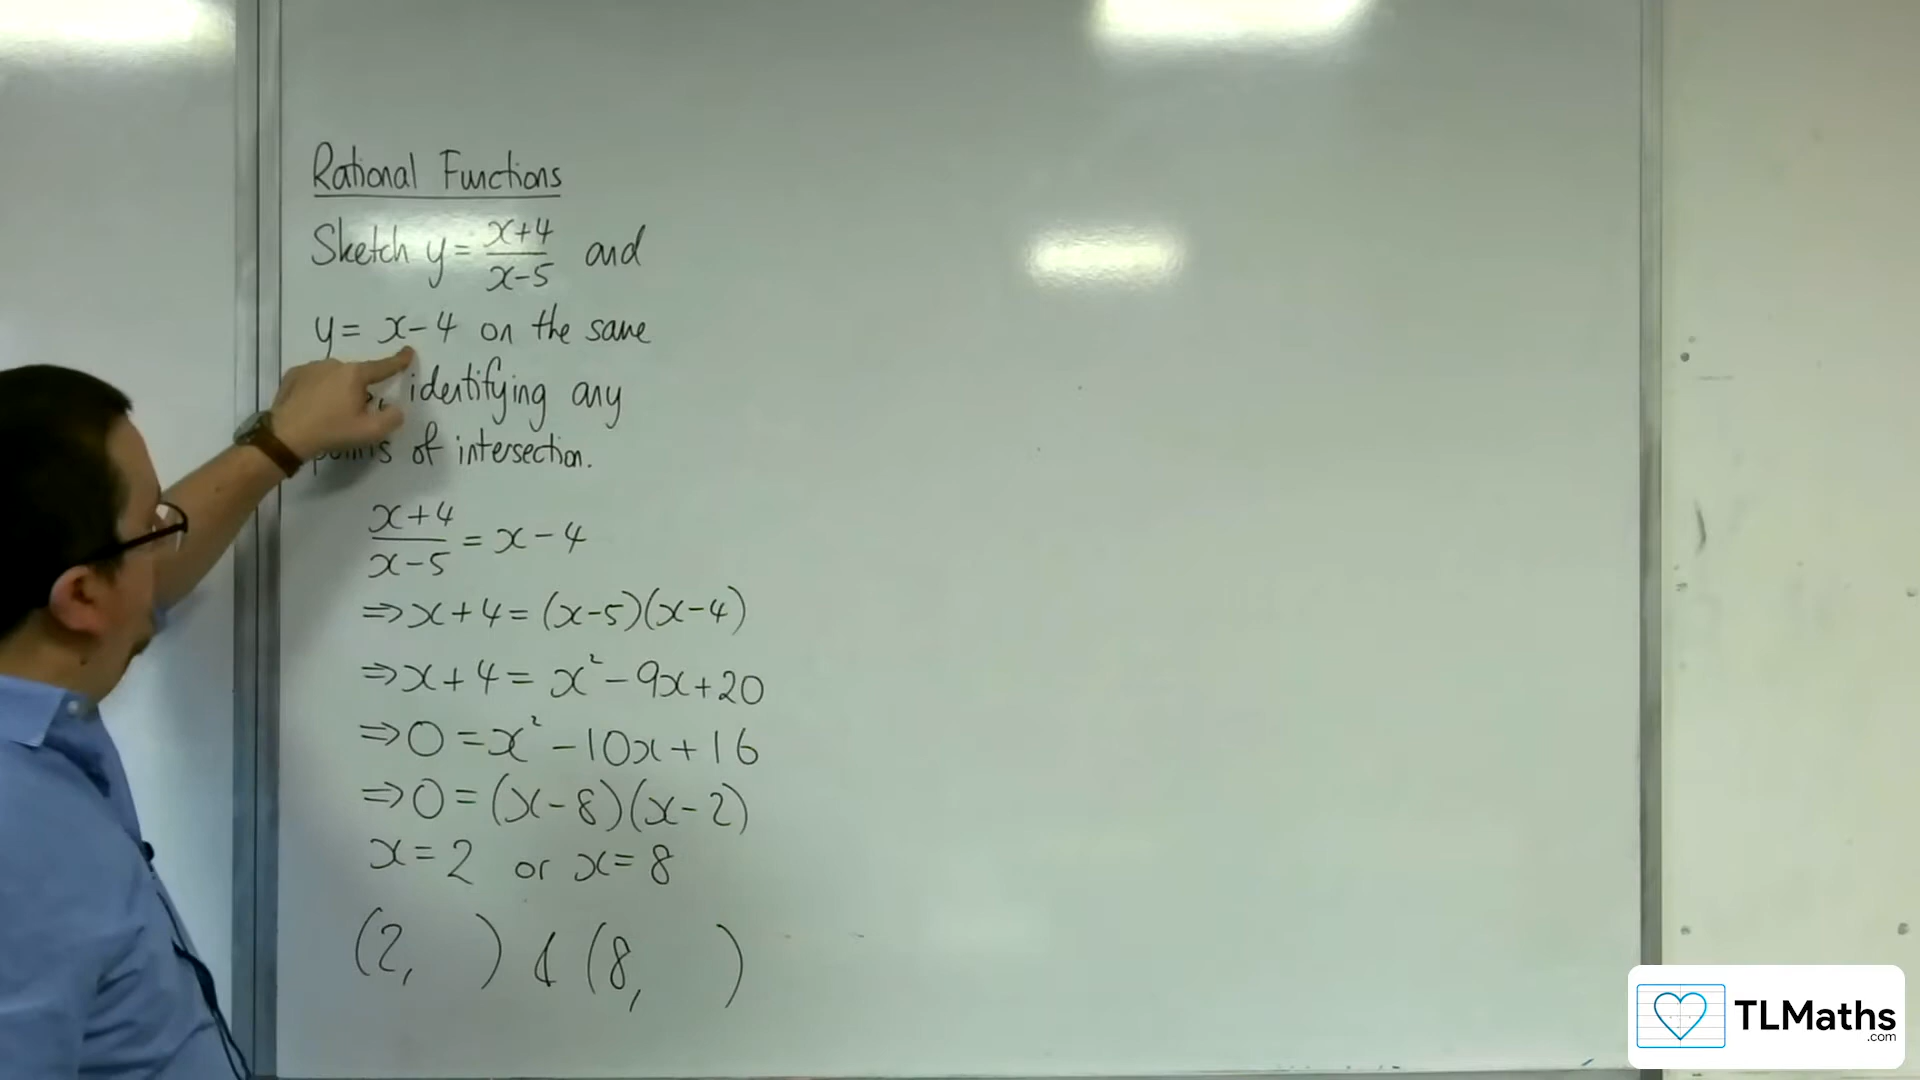 Rational Functions
Sketch y = (x+4)/(x-5) and
y = x-4 on the same
identifying any
of intersection.
(x+4)/(x-5) = x-4
⇒ x+4 = (x-5)(x-4)
⇒ x+4 = x² - 9x + 20
⇒ 0 = x² - 10x + 16
⇒ 0 = (x-8)(x-2)
x = 2 or x = 8
(2, ) & (8, )
TLMaths
.com